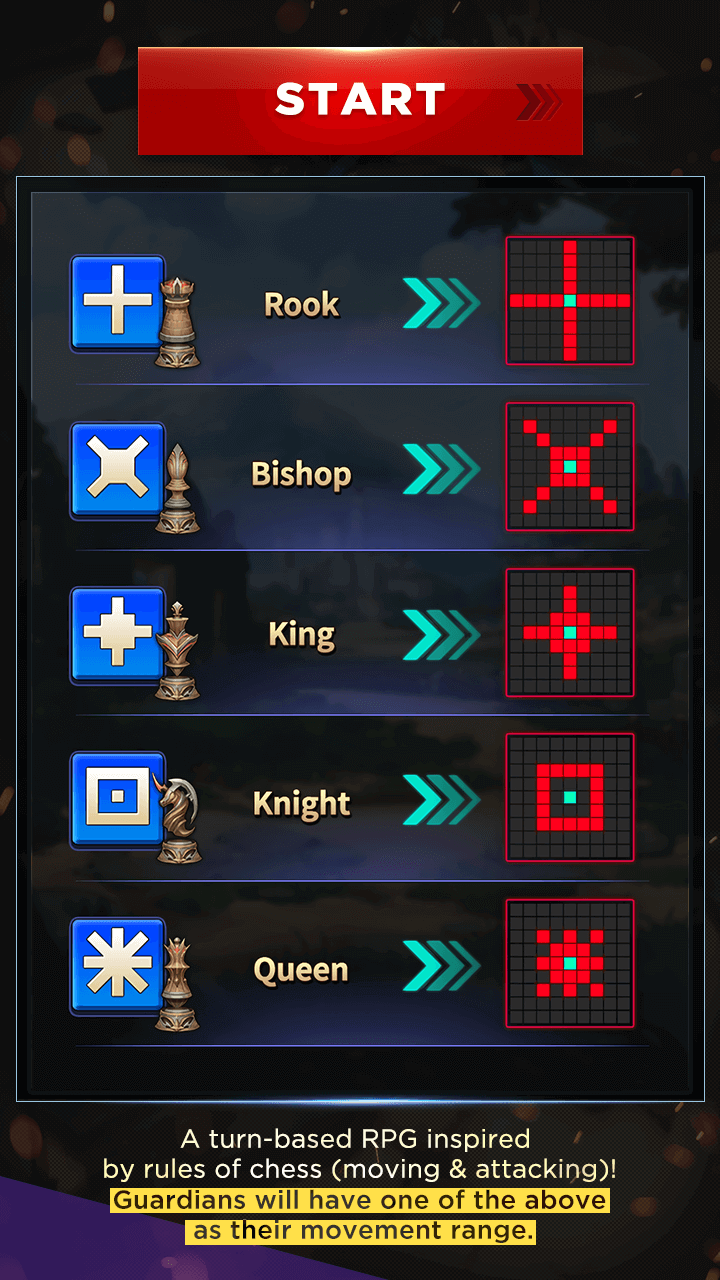 START
Rook
Bishop
King
Knight
Queen
A turn-based RPG inspired
by rules of chess (moving & attacking)!
Guardians will have one of the above
as their movement range.